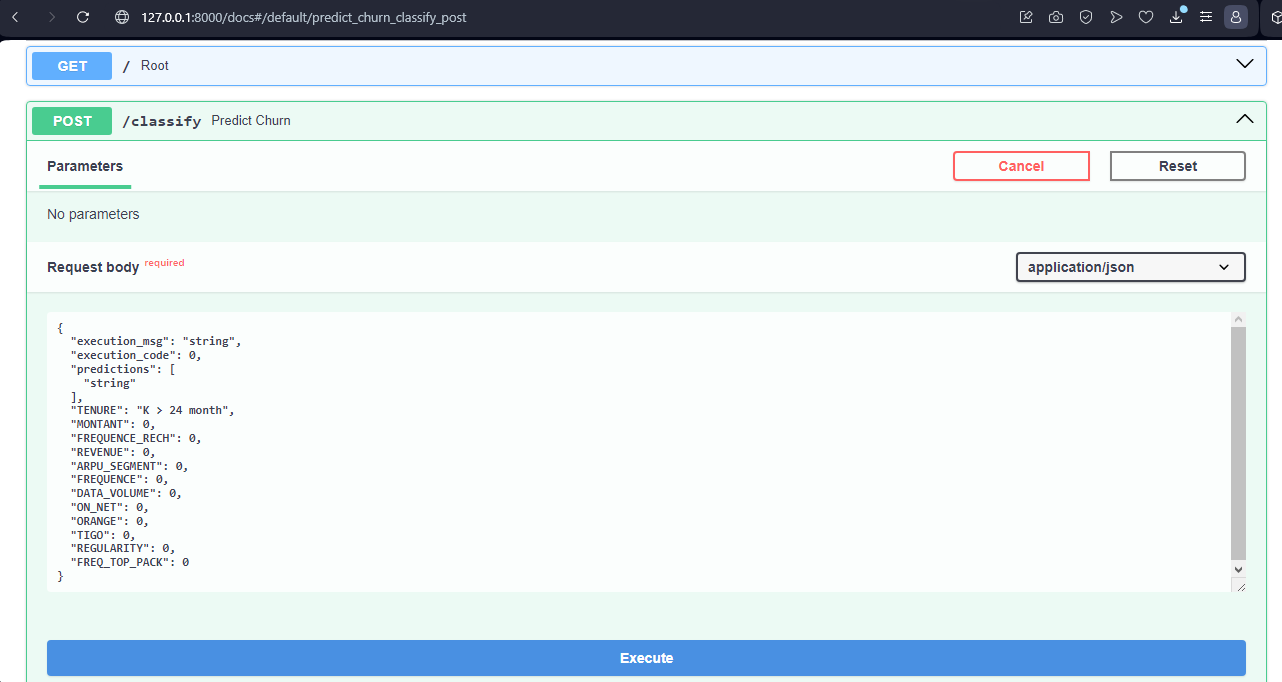 127.0.0.1:8000/docs#/default/predict_churn_classify_post
GET / Root
POST /classify Predict Churn
Parameters
Cancel
Reset
No parameters
Request body required
application/json
{
  "execution_msg": "string",
  "execution_code": 0,
  "predictions": [
    "string"
  ],
  "TENURE": "K > 24 month",
  "MONTANT": 0,
  "FREQUENCE_RECH": 0,
  "REVENUE": 0,
  "ARPU_SEGMENT": 0,
  "FREQUENCE": 0,
  "DATA_VOLUME": 0,
  "ON_NET": 0,
  "ORANGE": 0,
  "TIGO": 0,
  "REGULARITY": 0,
  "FREQ_TOP_PACK": 0
}
Execute